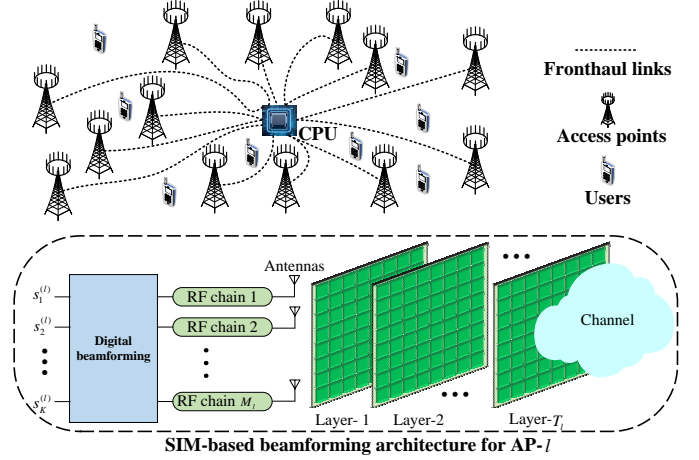 Fronthaul links
CPU
Access points
Users
Antennas
$s_1^{(l)}$
RF chain 1
$s_2^{(l)}$
RF chain 2
Digital
beamforming
Channel
$s_K^{(l)}$
RF chain $M_l$
Layer- 1
Layer-2
Layer-$T_l$
SIM-based beamforming architecture for AP-$l$